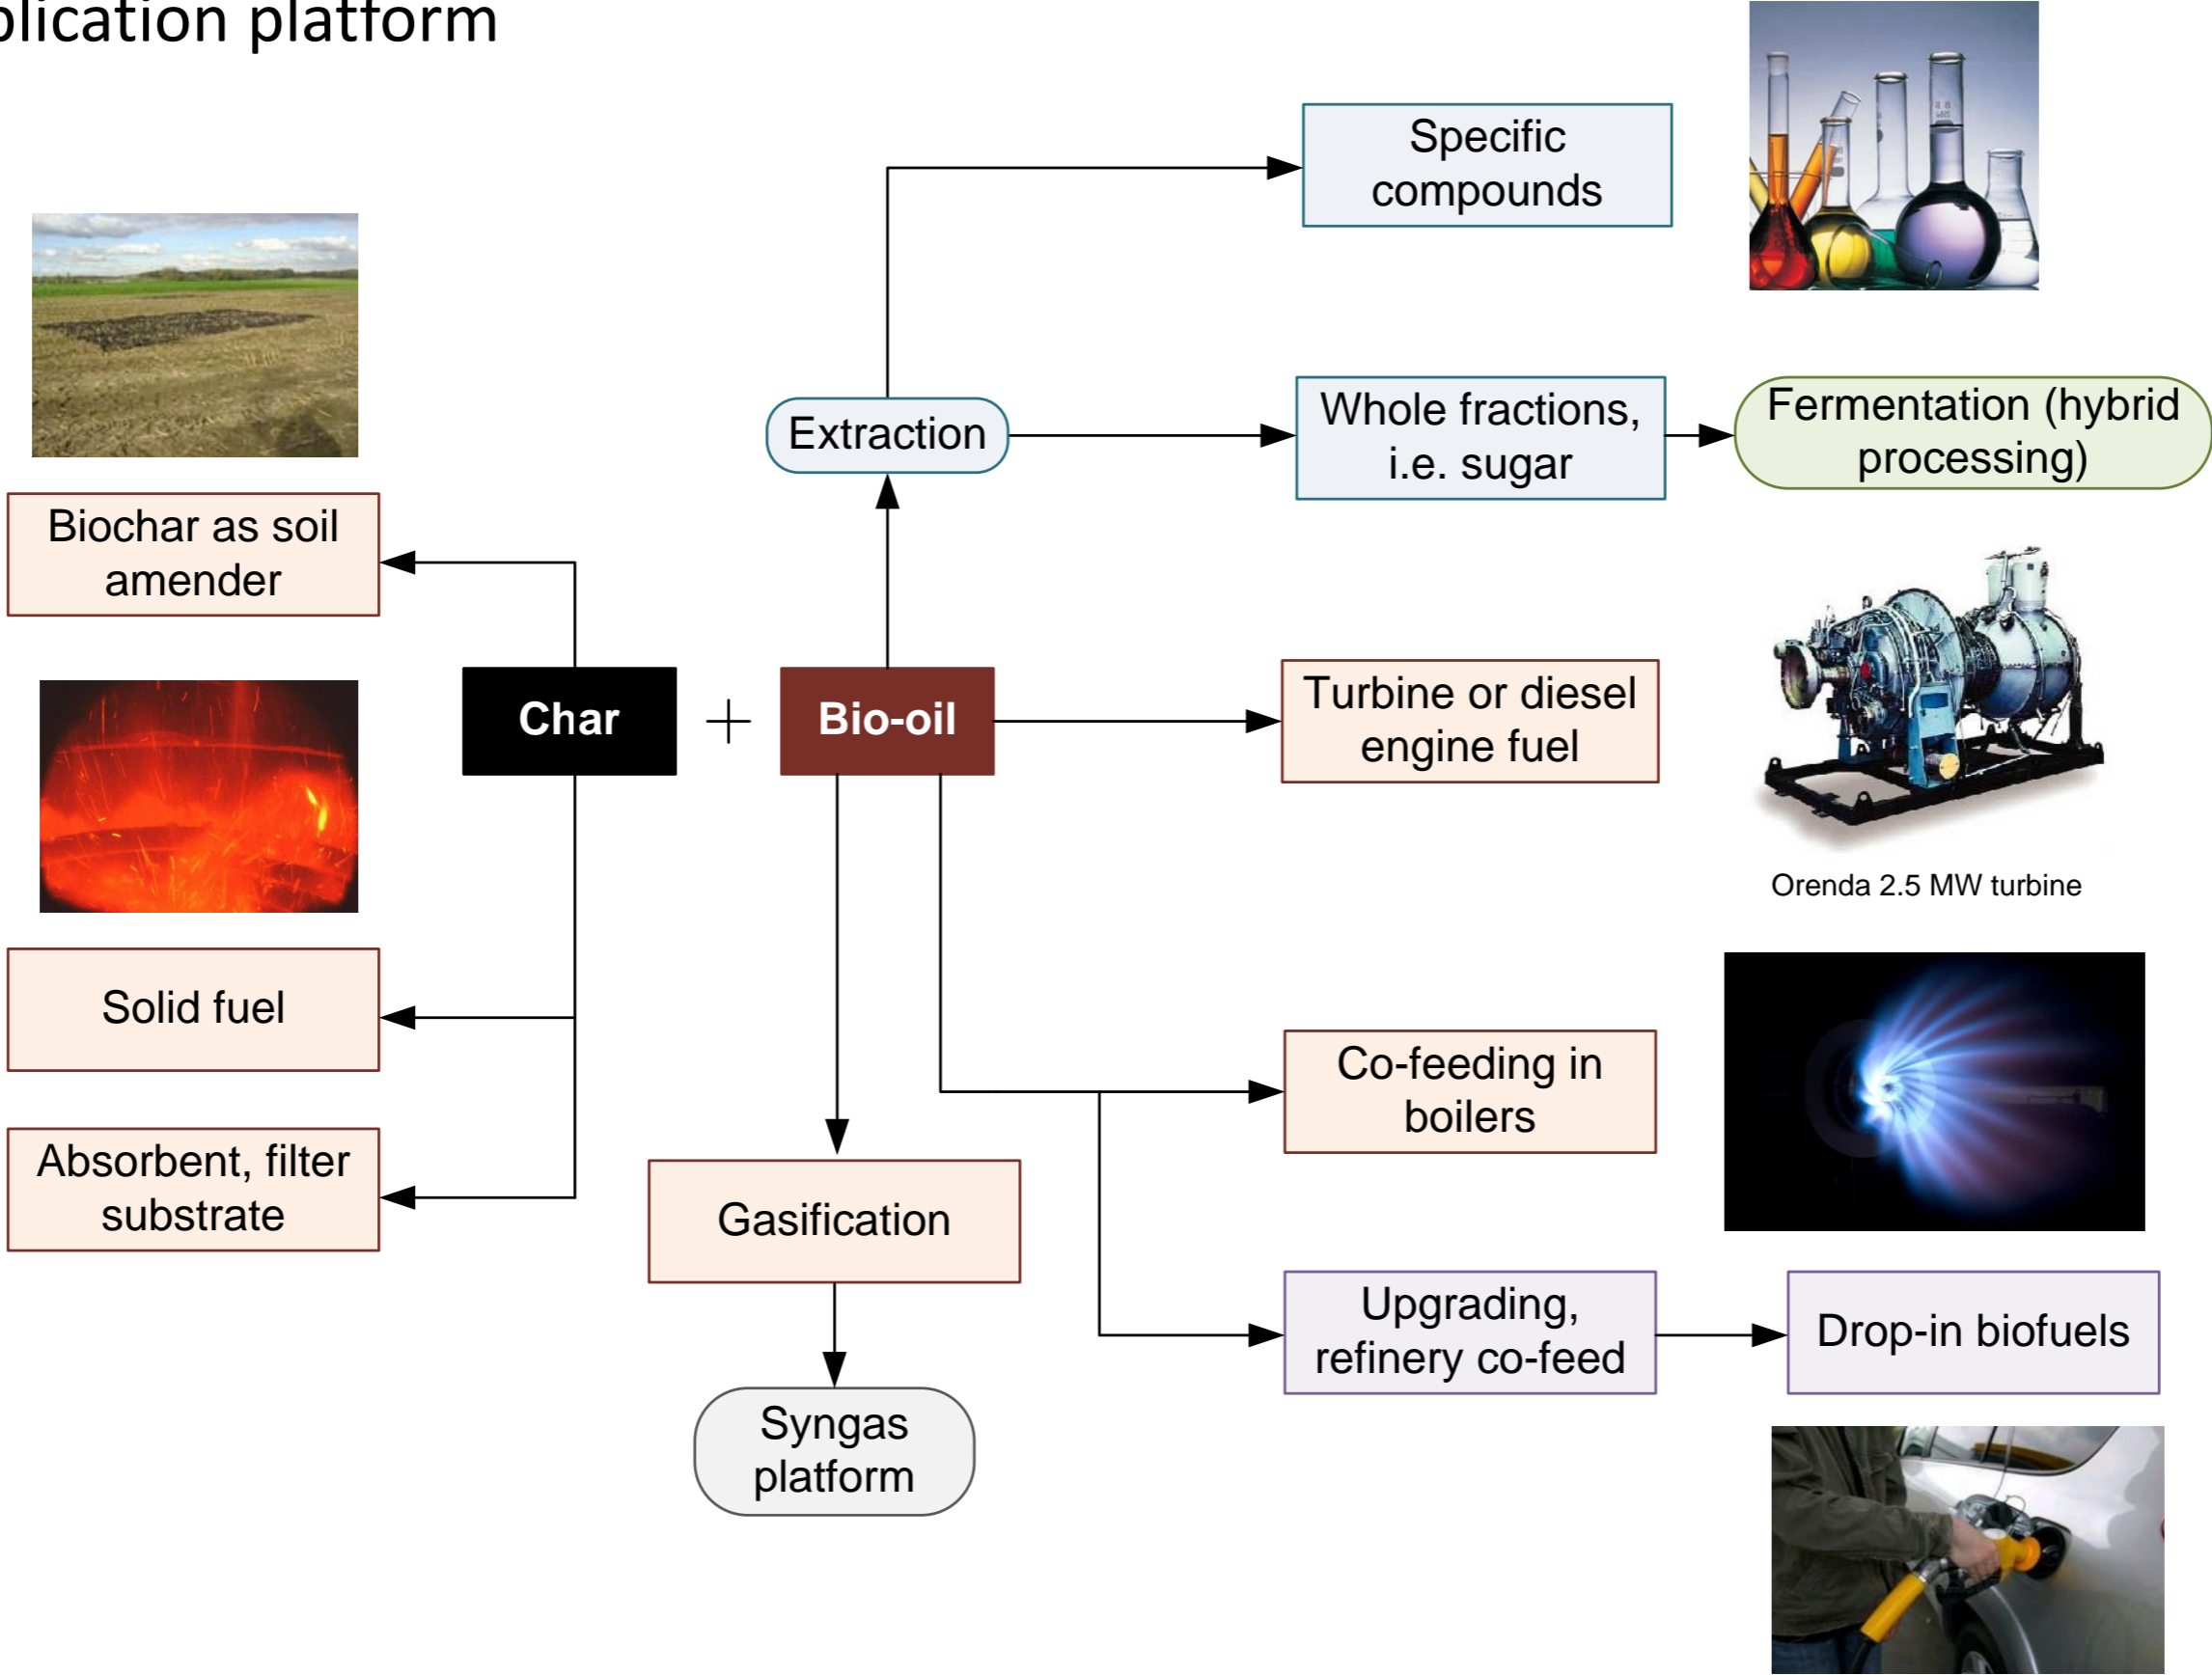 plication platform
Specific
compounds
Extraction
Whole fractions,
i.e. sugar
Fermentation (hybrid
processing)
Biochar as soil
amender
Char
+
Bio-oil
Turbine or diesel
engine fuel
Orenda 2.5 MW turbine
Solid fuel
Co-feeding in
boilers
Absorbent, filter
substrate
Gasification
Upgrading,
refinery co-feed
Drop-in biofuels
Syngas
platform